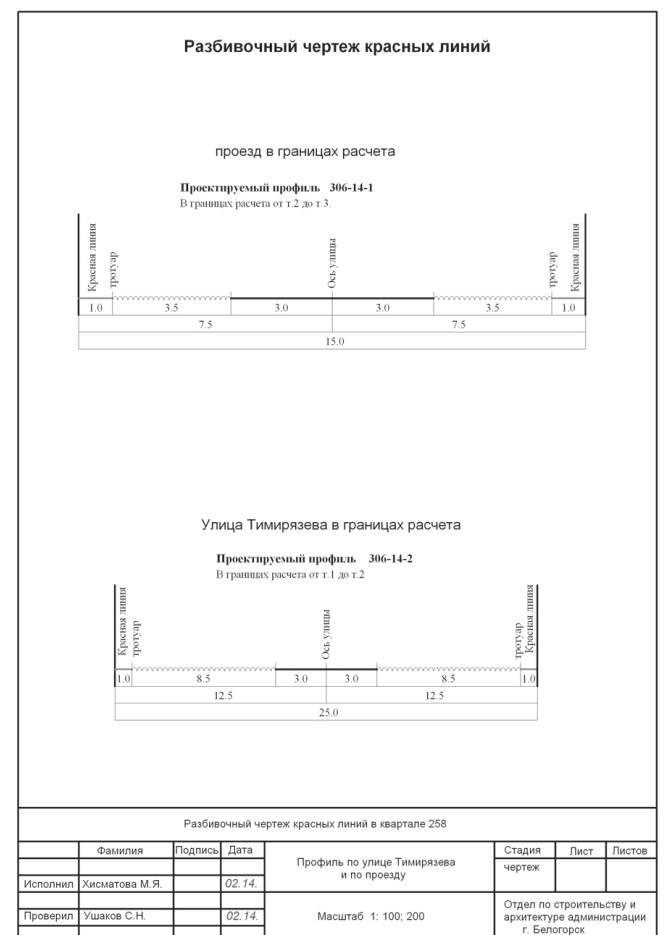 Разбивочный чертеж красных линий
проезд в границах расчета
Проектируемый профиль 306-14-1
В границах расчета от т.2 до т.3.
Красная линия
тротуар
Ось улицы
тротуар
Красная линия
1.0 3.5 3.0 3.0 3.5 1.0
7.5 7.5
15.0
Улица Тимирязева в границах расчета
Проектируемый профиль 306-14-2
В границах расчета от т.1 до т.2
Красная линия
тротуар
Ось улицы
тротуар
Красная линия
1.0 8.5 3.0 3.0 8.5 1.0
12.5 12.5
25.0
Разбивочный чертеж красных линий в квартале 258
Фамилия Подпись Дата
Исполнил Хисматова М.Я. 02.14.
Проверил Ушаков С.Н. 02.14.
Профиль по улице Тимирязева
и по проезду
Масштаб 1: 100; 200
Стадия Лист Листов
чертеж
Отдел по строительству и
архитектуре администрации
г. Белогорск